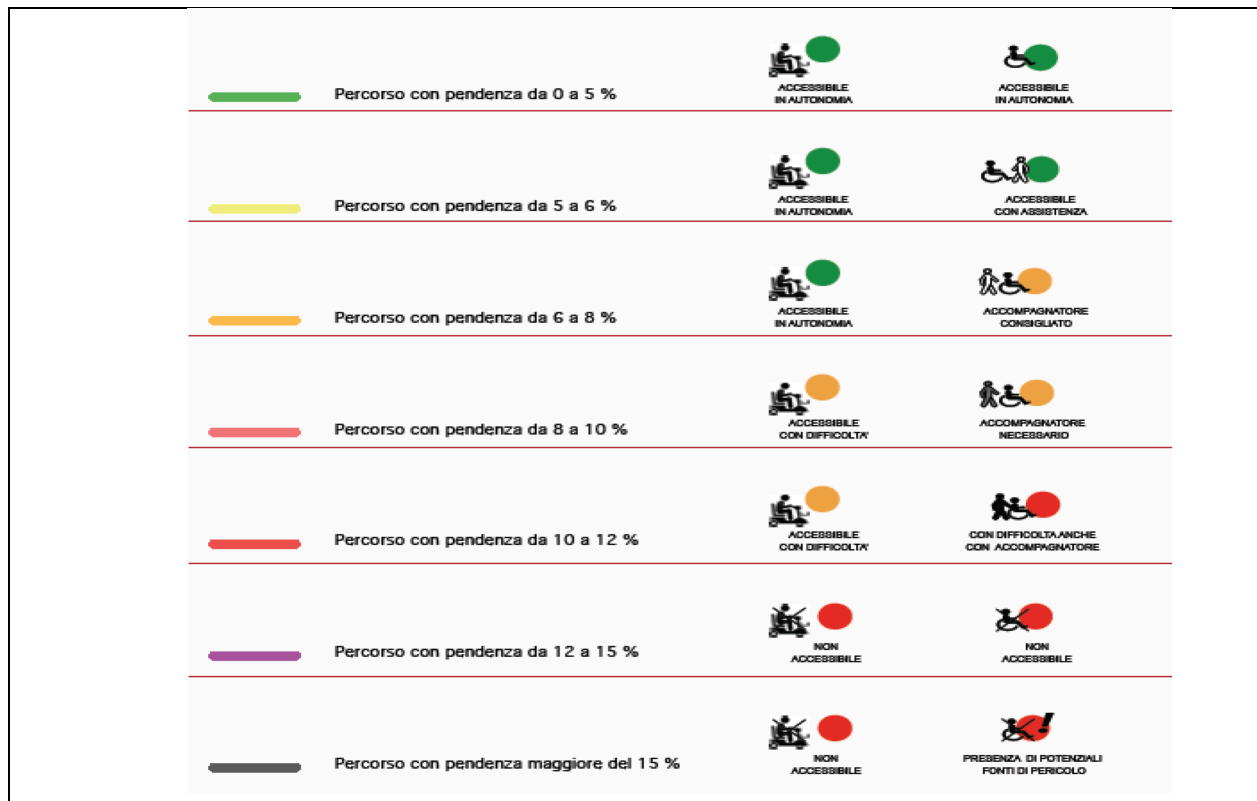 Percorso con pendenza da 0 a 5 %
ACCESSIBILE
IN AUTONOMIA
ACCESSIBILE
IN AUTONOMIA
Percorso con pendenza da 5 a 6 %
ACCESSIBILE
IN AUTONOMIA
ACCESSIBILE
CON ASSISTENZA
Percorso con pendenza da 6 a 8 %
ACCESSIBILE
IN AUTONOMIA
ACCOMPAGNATORE
CONSIGLIATO
Percorso con pendenza da 8 a 10 %
ACCESSIBILE
CON DIFFICOLTA'
ACCOMPAGNATORE
NECESSARIO
Percorso con pendenza da 10 a 12 %
ACCESSIBILE
CON DIFFICOLTA'
CON DIFFICOLTA ANCHE
CON ACCOMPAGNATORE
Percorso con pendenza da 12 a 15 %
NON
ACCESSIBILE
NON
ACCESSIBILE
Percorso con pendenza maggiore del 15 %
NON
ACCESSIBILE
!
PRESENZA DI POTENZIALI
FONTI DI PERICOLO